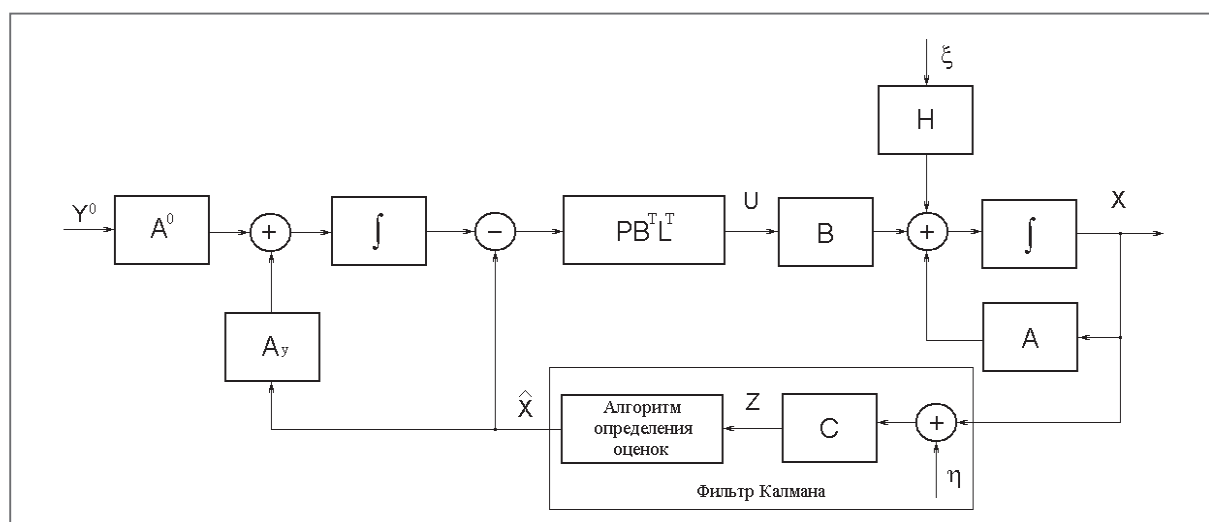 ξ
H
Y⁰
A⁰
+
∫
−
PBᵀLᵀ
U
B
+
∫
X
Aу
A
X̂
Алгоритм
определения
оценок
Z
C
+
η
Фильтр Калмана